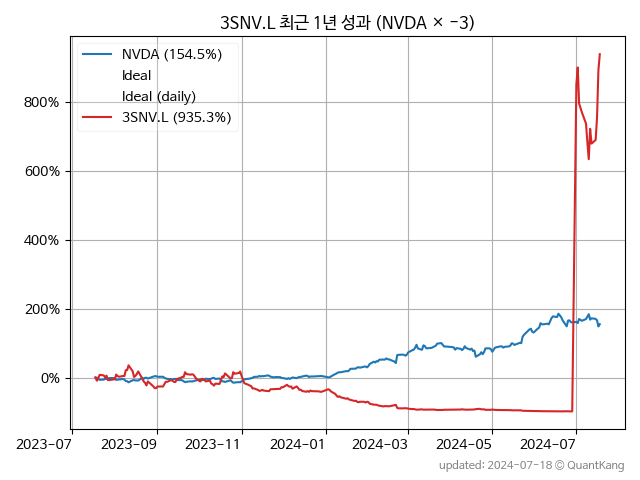 3SNV.L 최근 1년 성과 (NVDA × −3)
NVDA (154.5%)
Ideal
Ideal (daily)
3SNV.L (935.3%)
800%
600%
400%
200%
0%
2023-07 2023-09 2023-11 2024-01 2024-03 2024-05 2024-07
updated: 2024-07-18 © QuantKang